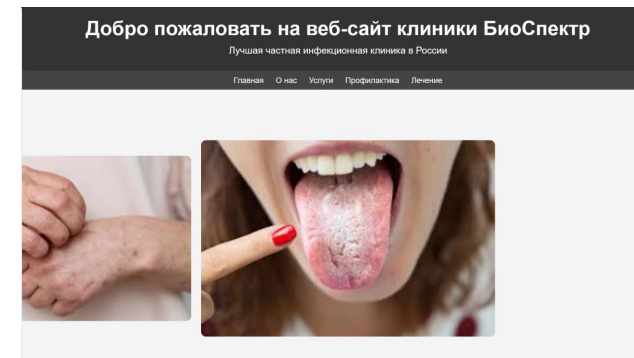 Добро пожаловать на веб-сайт клиники БиоСпектр
Лучшая частная инфекционная клиника в России
Главная О нас Услуги Профилактика Лечение